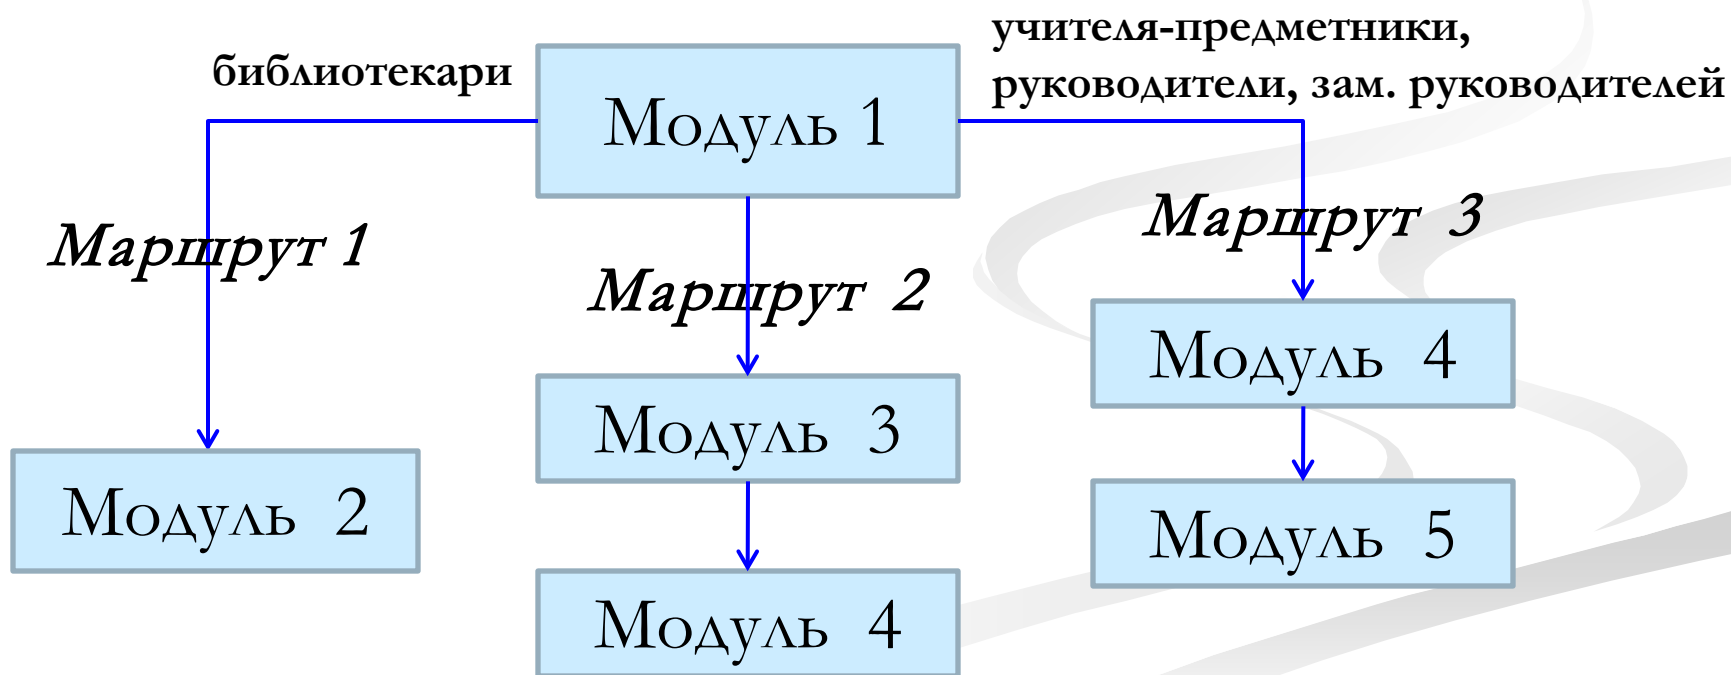 учителя-предметники,
руководители, зам. руководителей
библиотекари
Модуль 1
Маршрут 1
Маршрут 2
Маршрут 3
Модуль 4
Модуль 3
Модуль 2
Модуль 5
Модуль 4